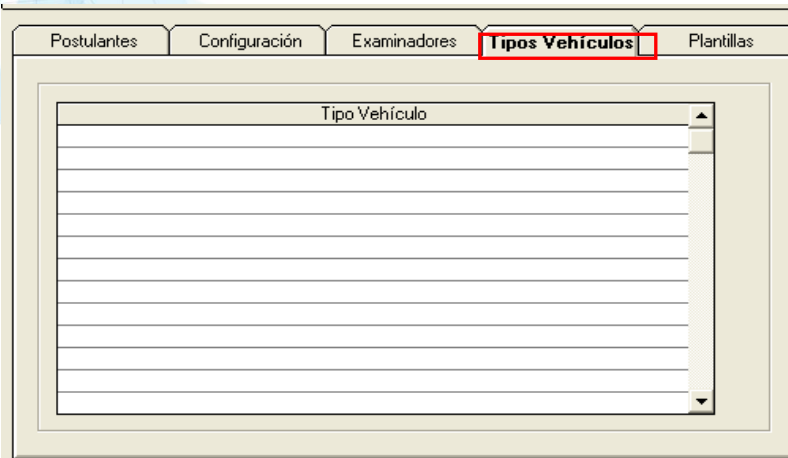 Postulantes Configuración Examinadores Tipos Vehículos Plantillas
Tipo Vehículo